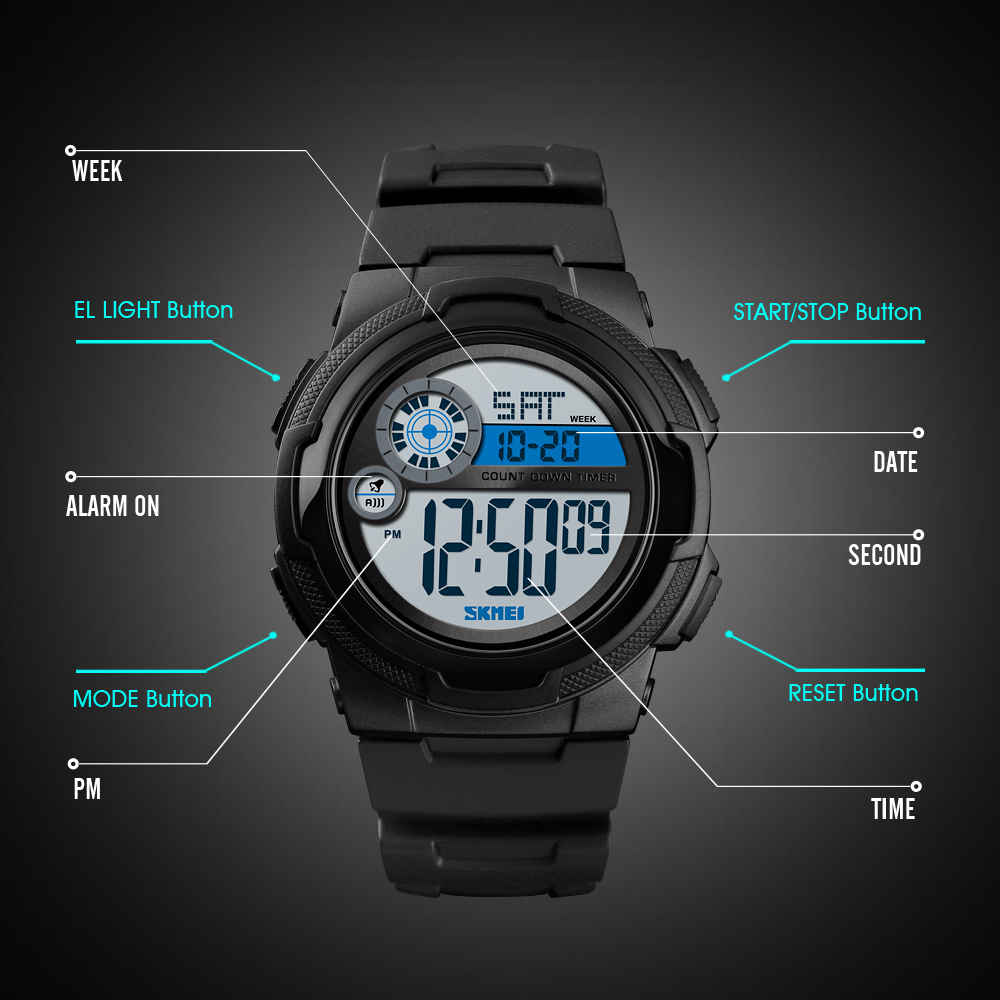 WEEK
EL LIGHT Button
START/STOP Button
SAT
WEEK
10-20
DATE
COUNT DOWN TIMER
ALARM ON
A)))
PM
12:50 09
SECOND
SKMEI
MODE Button
RESET Button
PM
TIME